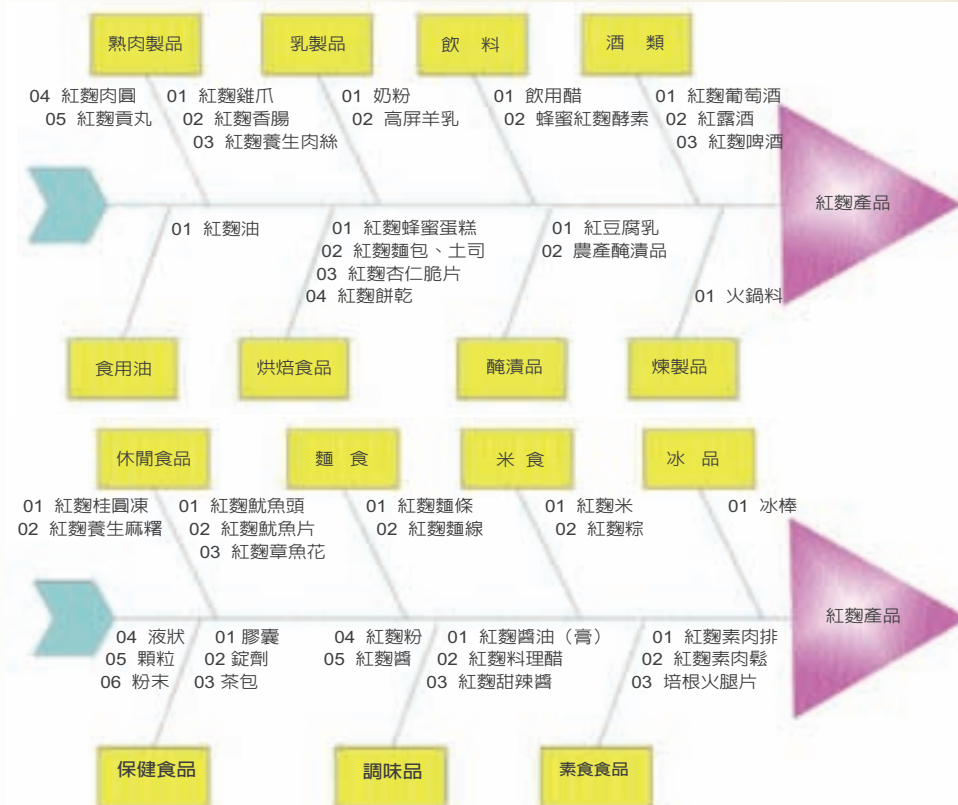 熟肉製品
乳製品
飲 料
酒 類
04 紅麴肉圓
05 紅麴貢丸
01 紅麴雞爪
02 紅麴香腸
03 紅麴養生肉絲
01 奶粉
02 高屏羊乳
01 飲用醋
02 蜂蜜紅麴酵素
01 紅麴葡萄酒
02 紅露酒
03 紅麴啤酒
紅麴產品
01 紅麴油
01 紅麴蜂蜜蛋糕
02 紅麴麵包、土司
03 紅麴杏仁脆片
04 紅麴餅乾
01 紅豆腐乳
02 農產醃漬品
01 火鍋料
食用油
烘焙食品
醃漬品
煉製品
休閒食品
麵 食
米 食
冰 品
01 紅麴桂圓凍
02 紅麴養生麻糬
01 紅麴魷魚頭
02 紅麴魷魚片
03 紅麴章魚花
01 紅麴麵條
02 紅麴麵線
01 紅麴米
02 紅麴粽
01 冰棒
紅麴產品
04 液狀
05 顆粒
06 粉末
01 膠囊
02 錠劑
03 茶包
04 紅麴粉
05 紅麴醬
01 紅麴醬油（膏）
02 紅麴料理醋
03 紅麴甜辣醬
01 紅麴素肉排
02 紅麴素肉鬆
03 培根火腿片
保健食品
調味品
素食食品